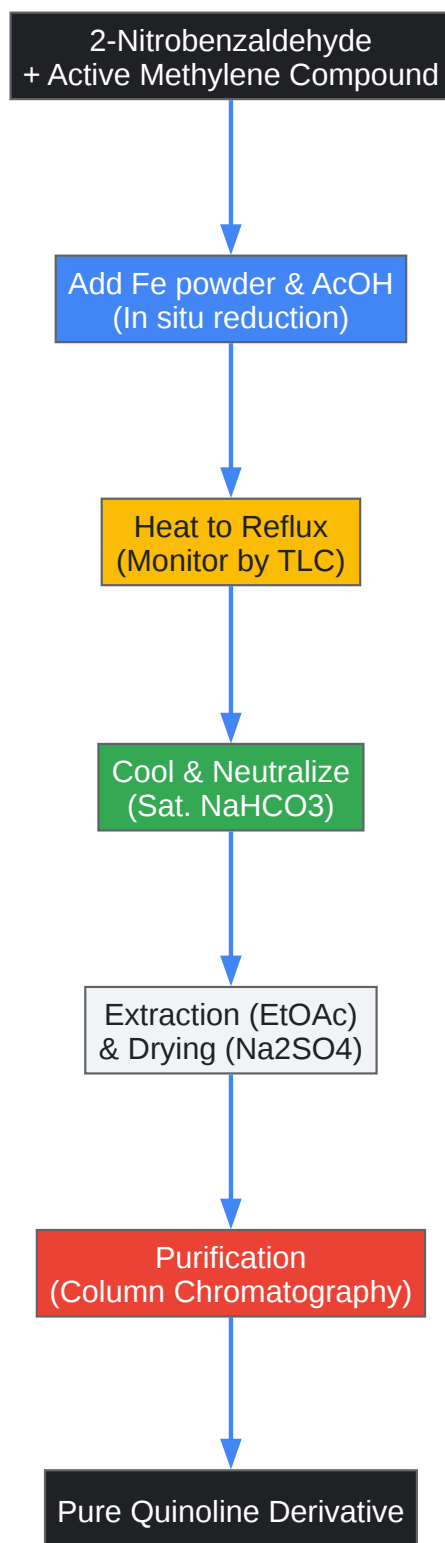 2-Nitrobenzaldehyde
+ Active Methylene Compound
Add Fe powder & AcOH
(In situ reduction)
Heat to Reflux
(Monitor by TLC)
Cool & Neutralize
(Sat. NaHCO3)
Extraction (EtOAc)
& Drying (Na2SO4)
Purification
(Column Chromatography)
Pure Quinoline Derivative